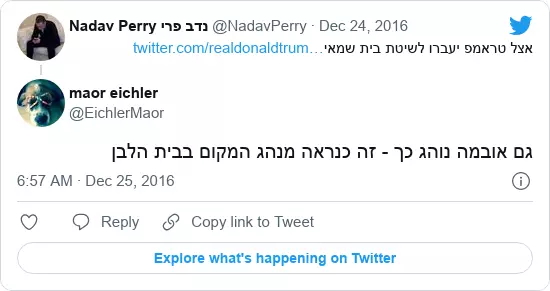 Nadav Perry נדב פרי @NadavPerry · Dec 24, 2016
אצל טראמפ יעברו לשיטת בית שמאי...twitter.com/realdonaldtrum
maor eichler
@EichlerMaor
גם אובמה נוהג כך - זה כנראה מנהג המקום בבית הלבן
6:57 AM · Dec 25, 2016
Reply
Copy link to Tweet
Explore what's happening on Twitter